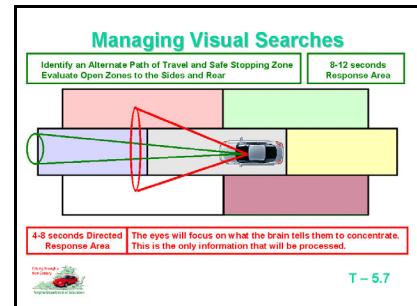 Managing Visual Searches
Identify an Alternate Path of Travel and Safe Stopping Zone
Evaluate Open Zones to the Sides and Rear
8-12 seconds
Response Area
4-8 seconds Directed
Response Area
The eyes will focus on what the brain tells them to concentrate.
This is the only information that will be processed.
T – 5.7